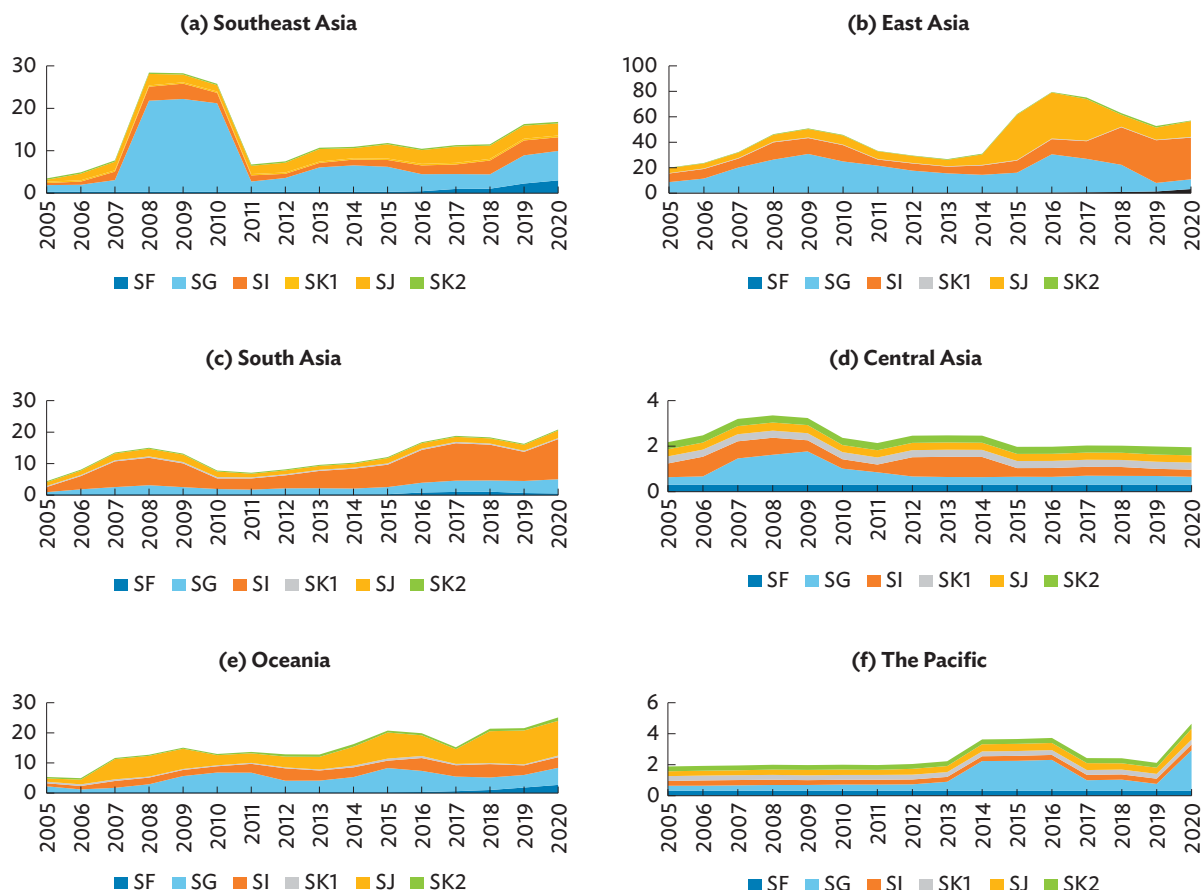 (a) Southeast Asia
30
20
10
0
2005 2006 2007 2008 2009 2010 2011 2012 2013 2014 2015 2016 2017 2018 2019 2020
SF SG SI SK1 SJ SK2
(b) East Asia
100
80
60
40
20
0
2005 2006 2007 2008 2009 2010 2011 2012 2013 2014 2015 2016 2017 2018 2019 2020
SF SG SI SK1 SJ SK2
(c) South Asia
30
20
10
0
2005 2006 2007 2008 2009 2010 2011 2012 2013 2014 2015 2016 2017 2018 2019 2020
SF SG SI SK1 SJ SK2
(d) Central Asia
4
2
0
2005 2006 2007 2008 2009 2010 2011 2012 2013 2014 2015 2016 2017 2018 2019 2020
SF SG SI SK1 SJ SK2
(e) Oceania
30
20
10
0
2005 2006 2007 2008 2009 2010 2011 2012 2013 2014 2015 2016 2017 2018 2019 2020
SF SG SI SK1 SJ SK2
(f) The Pacific
6
4
2
0
2005 2006 2007 2008 2009 2010 2011 2012 2013 2014 2015 2016 2017 2018 2019 2020
SF SG SI SK1 SJ SK2